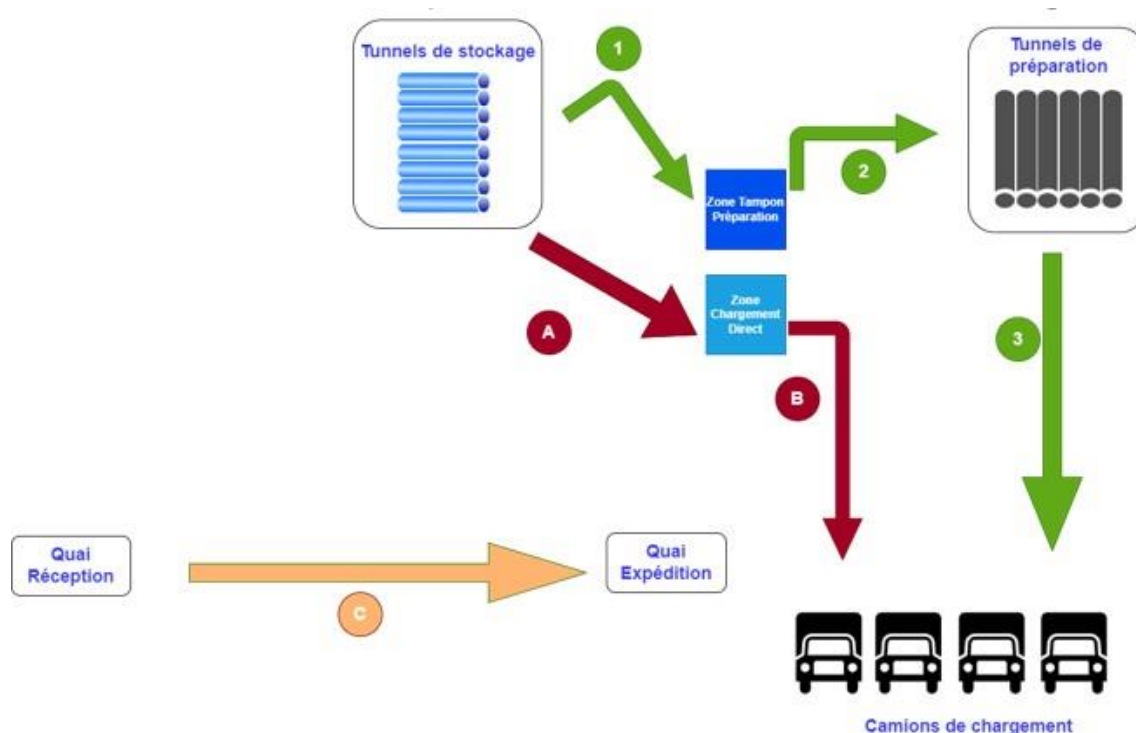 Tunnels de stockage
1
Tunnels de
préparation
2
Zone Tampon
Préparation
Zone
Chargement
Direct
A
3
B
Quai
Réception
Quai
Expédition
C
Camions de chargement